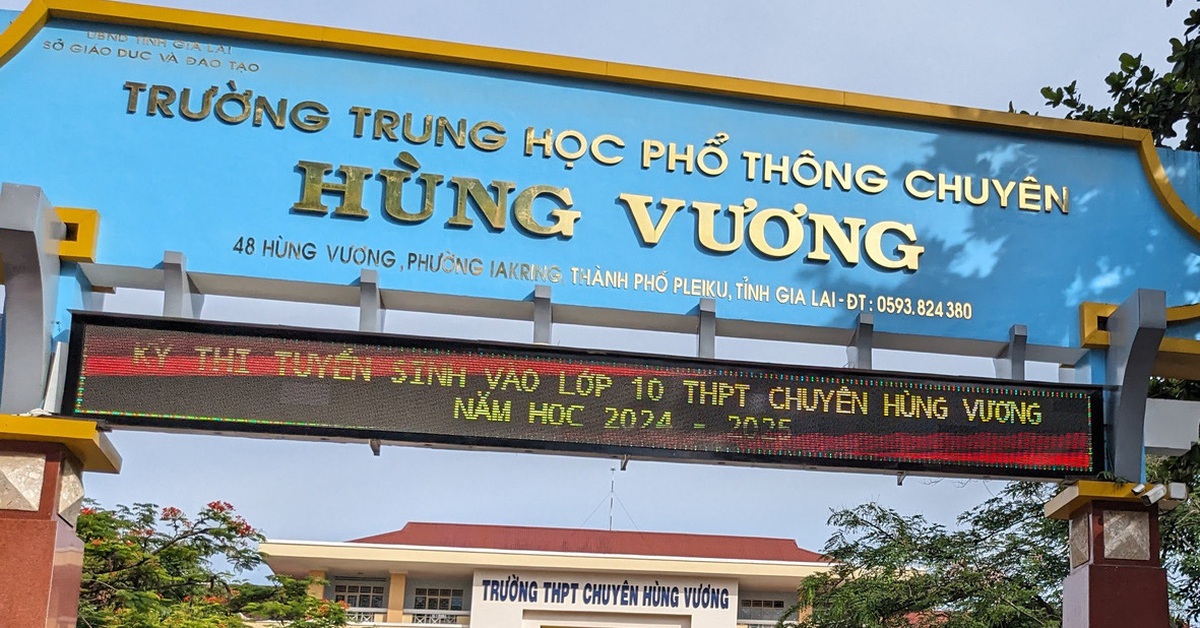 UBND TỈNH GIA LAI
SỞ GIÁO DỤC VÀ ĐÀO TẠO
TRƯỜNG TRUNG HỌC PHỔ THÔNG CHUYÊN
HÙNG VƯƠNG
48 HÙNG VƯƠNG, PHƯỜNG IAKRING THÀNH PHỐ PLEIKU, TỈNH GIA LAI - ĐT: 0593.824380
KỲ THI TUYỂN SINH VÀO LỚP 10 THPT CHUYÊN HÙNG VƯƠNG
NĂM HỌC 2024 - 2025
TRƯỜNG THPT CHUYÊN HÙNG VƯƠNG